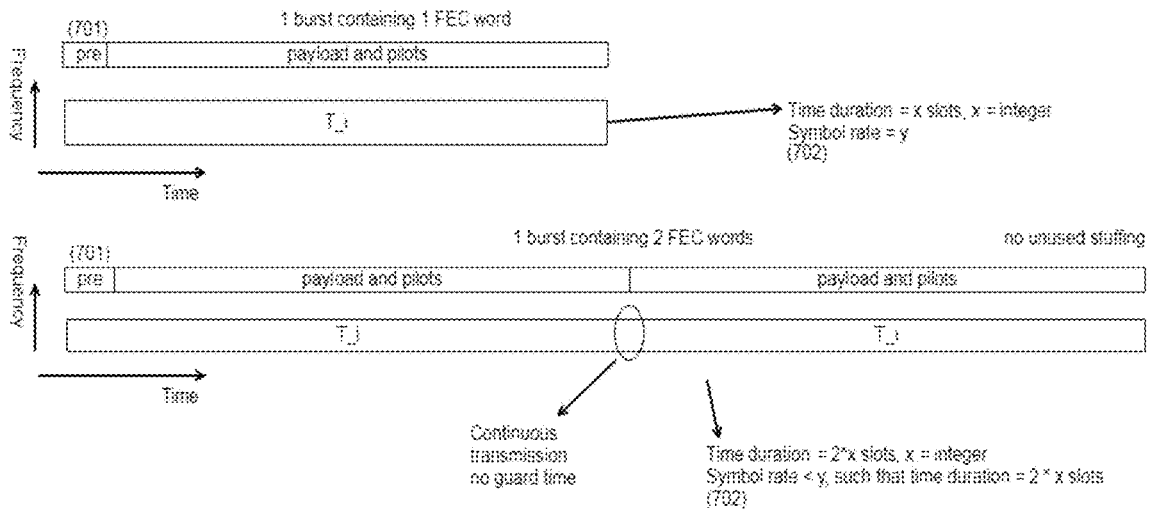 1 burst containing 1 FEC word
(701)
pre
payload and pilots
Frequency
Time duration = x slots, x = integer
Symbol rate = y
(702)
Time
1 burst containing 2 FEC words
no unused stuffing
(701)
pre
payload and pilots
payload and pilots
Frequency
Time
Continuous
transmission
no guard time
Time duration = 2*x slots, x = integer
Symbol rate < y, such that time duration = 2 * x slots
(702)